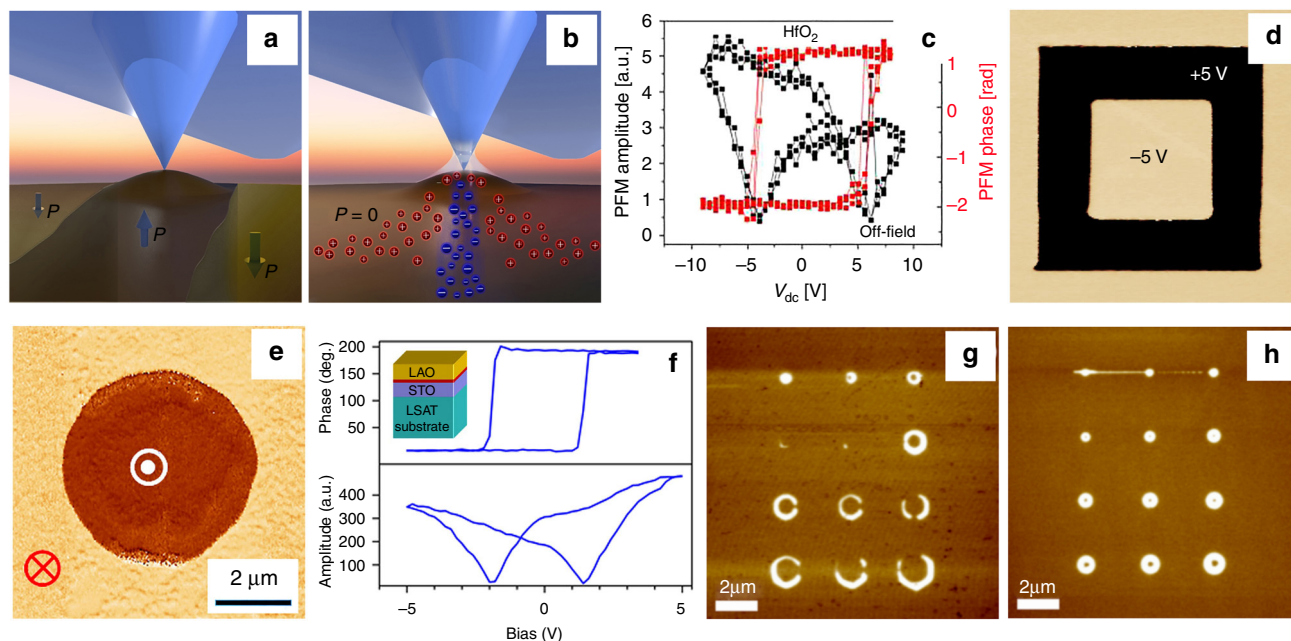 a
P
P
P
b
P = 0
c
HfO2
PFM amplitude [a.u.]
6
5
4
3
2
1
0
PFM phase [rad]
1
0
−1
−2
Off-field
−10
−5
0
5
10
Vdc [V]
d
+5 V
−5 V
e
2 μm
f
Phase (deg.)
200
150
100
50
LAO
STO
LSAT
substrate
Amplitude (a.u.)
400
300
200
100
−5
0
5
Bias (V)
g
2μm
h
2μm